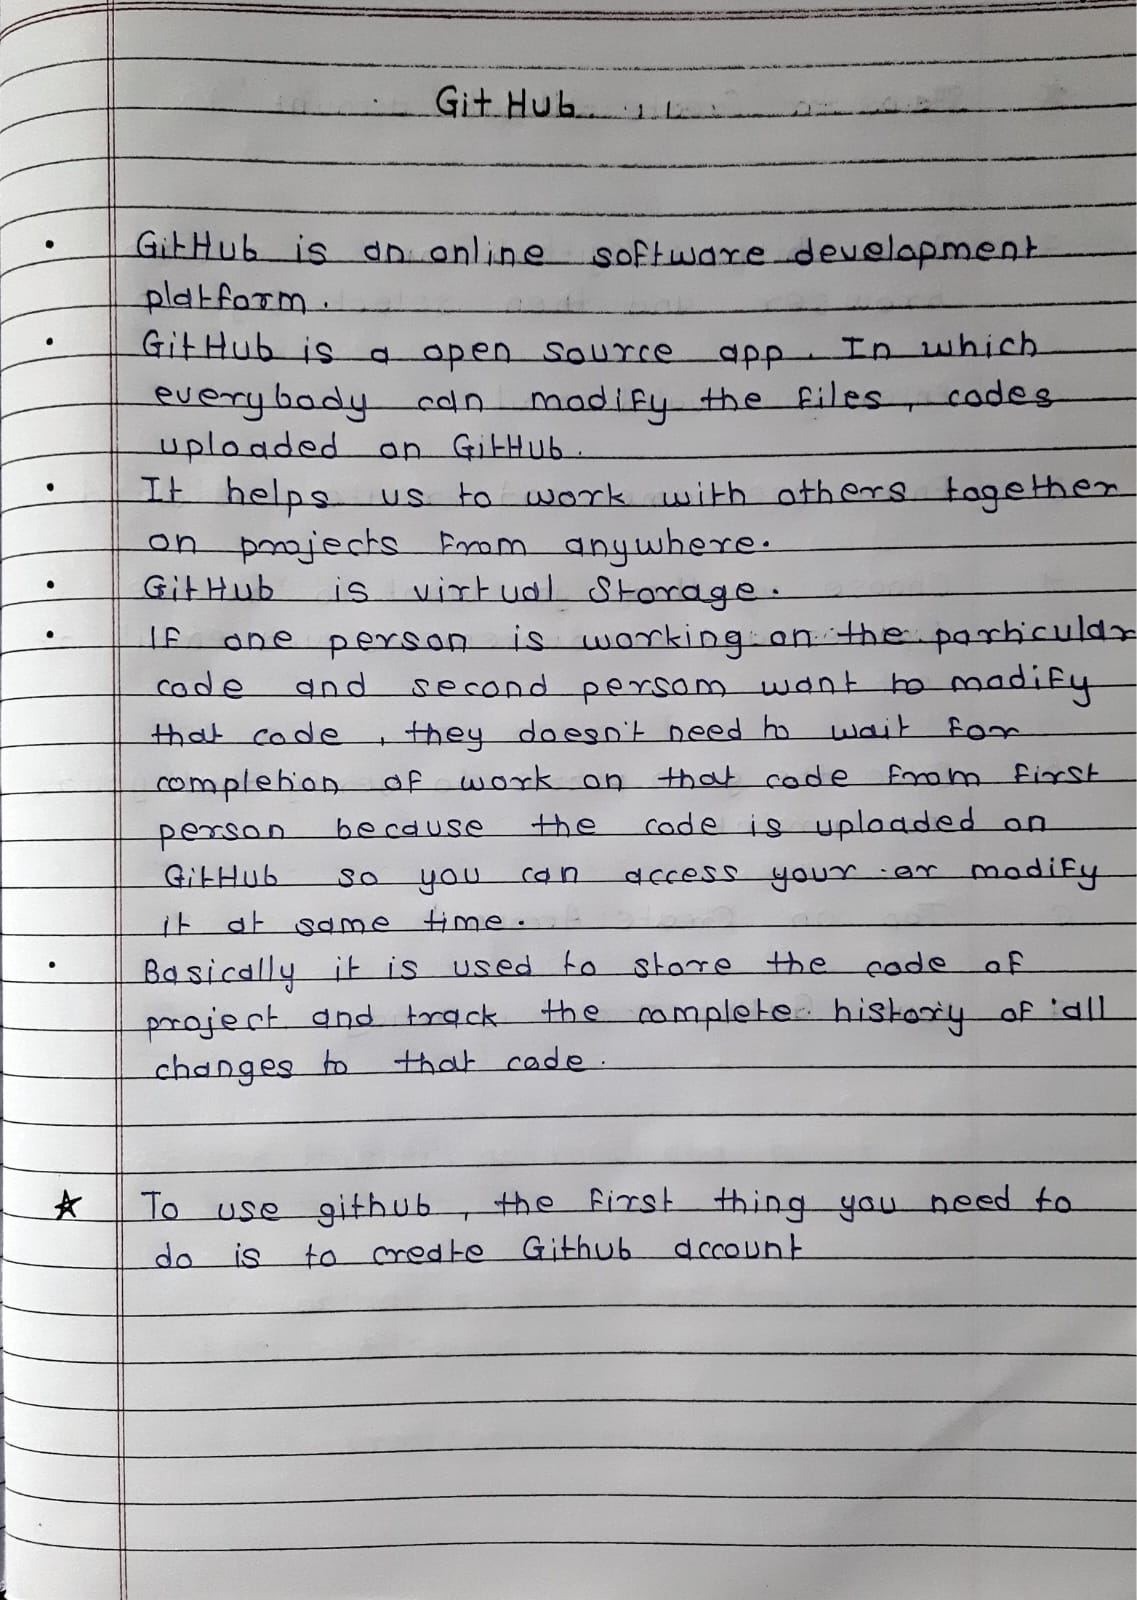 GitHub
• GitHub is an online software development
platform.
• GitHub is a open source app. In which
everybody can modify the files, codes
uploaded on GitHub.
• It helps us to work with others together
on projects from anywhere.
• GitHub is virtual Storage.
• If one person is working on the particular
code and second person want to modify
that code, they doesn't need to wait for
completion of work on that code from first
person because the code is uploaded on
GitHub so you can access your or modify
it at same time.
• Basically it is used to store the code of
project and track the complete history of all
changes to that code.
☆ To use github, the first thing you need to
do is to create Github account